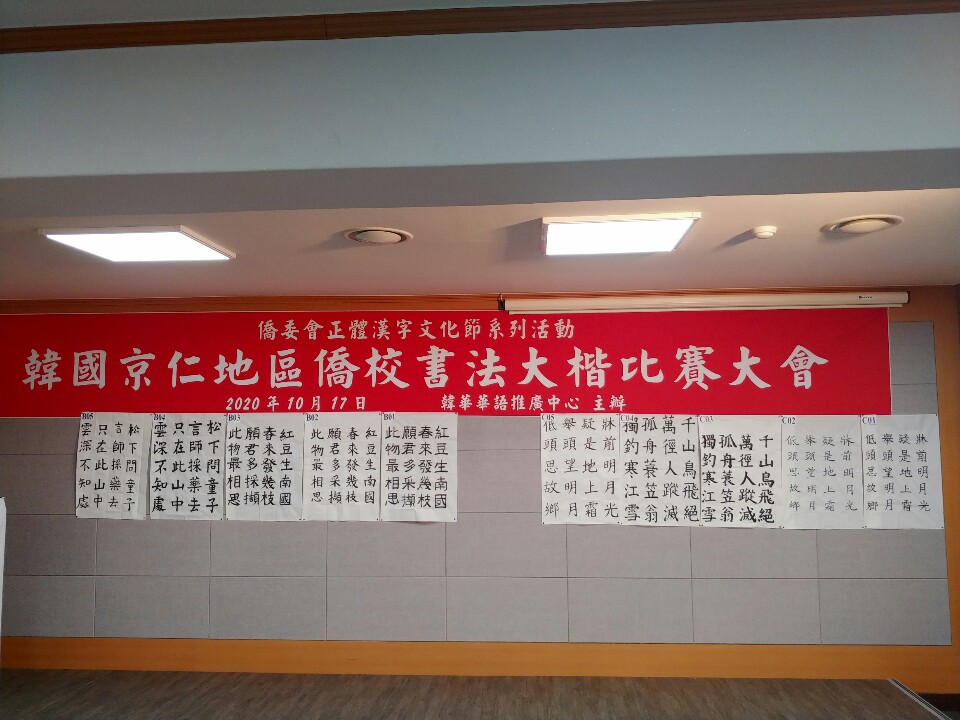 僑委會正體漢字文化節系列活動
韓國京仁地區僑校書法大楷比賽大會
2020 年 10 月 17 日 韓華華語推廣中心 主辦
B05
松下問童子
言師採藥去
只在此山中
雲深不知處
B04
松下問童子
言師採藥去
只在此山中
雲深不知處
B03
紅豆生南國
春來發幾枝
願君多採擷
此物最相思
B02
紅豆生南國
春來發幾枝
願君多採擷
此物最相思
B01
紅豆生南國
春來發幾枝
願君多采擷
此物最相思
C05
牀前明月光
疑是地上霜
舉頭望明月
低頭思故鄉
C04
千山鳥飛絕
萬徑人蹤滅
孤舟蓑笠翁
獨釣寒江雪
C03
千山鳥飛絕
萬徑人蹤滅
孤舟蓑笠翁
獨釣寒江雪
C02
牀前明月光
疑是地上霜
舉頭望明月
低頭思故鄉
C01
牀前明月光
疑是地上霜
舉頭望明月
低頭思故鄉